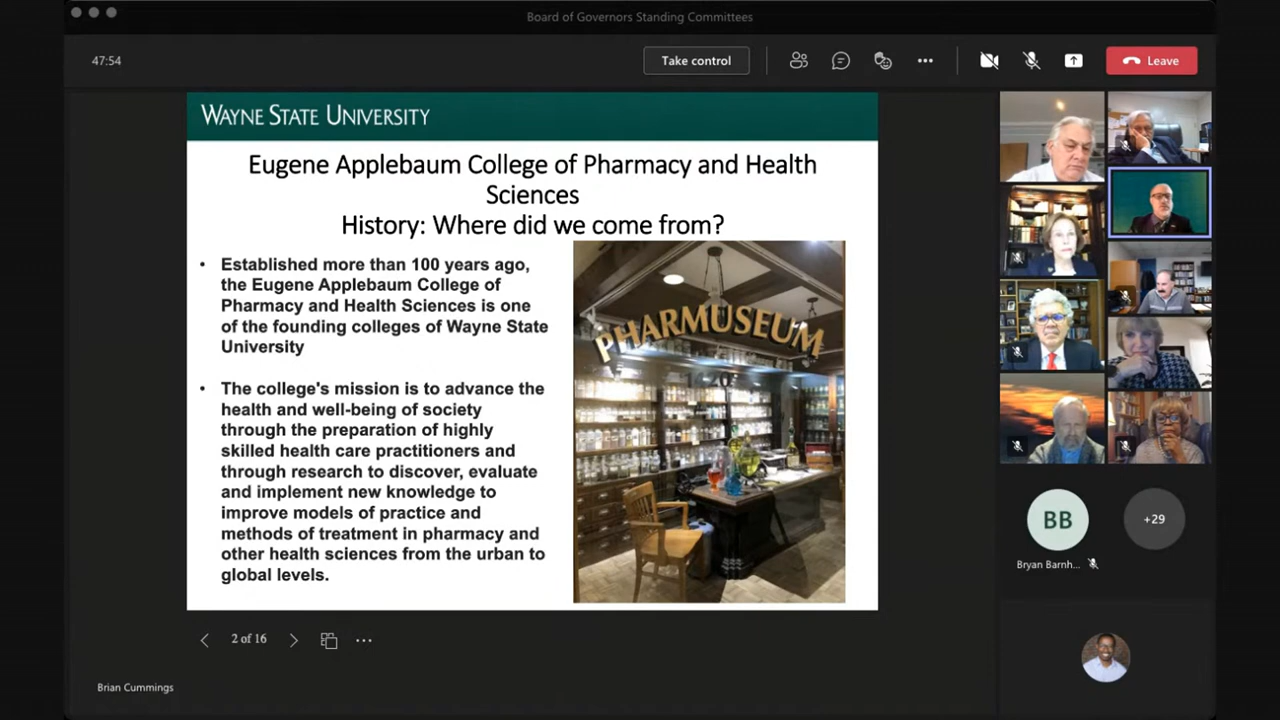 Board of Governors Standing Committees
47:54
Take control
Leave
WAYNE STATE UNIVERSITY
Eugene Applebaum College of Pharmacy and Health
Sciences
History: Where did we come from?
• Established more than 100 years ago,
the Eugene Applebaum College of
Pharmacy and Health Sciences is one
of the founding colleges of Wayne State
University
• The college's mission is to advance the
health and well-being of society
through the preparation of highly
skilled health care practitioners and
through research to discover, evaluate
and implement new knowledge to
improve models of practice and
methods of treatment in pharmacy and
other health sciences from the urban to
global levels.
PHARMUSEUM
BB
+29
Bryan Barnh...
2 of 16
Brian Cummings